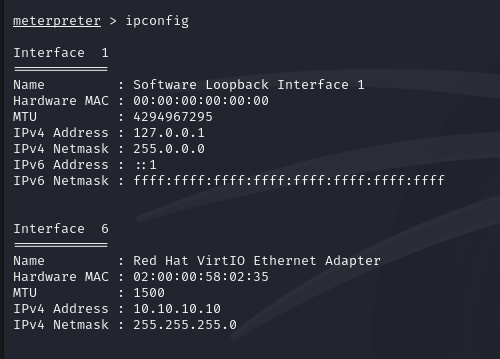 meterpreter > ipconfig
Interface  1
============
Name         : Software Loopback Interface 1
Hardware MAC : 00:00:00:00:00:00
MTU          : 4294967295
IPv4 Address : 127.0.0.1
IPv4 Netmask : 255.0.0.0
IPv6 Address : ::1
IPv6 Netmask : ffff:ffff:ffff:ffff:ffff:ffff:ffff:ffff
Interface  6
============
Name         : Red Hat VirtIO Ethernet Adapter
Hardware MAC : 02:00:00:58:02:35
MTU          : 1500
IPv4 Address : 10.10.10.10
IPv4 Netmask : 255.255.255.0